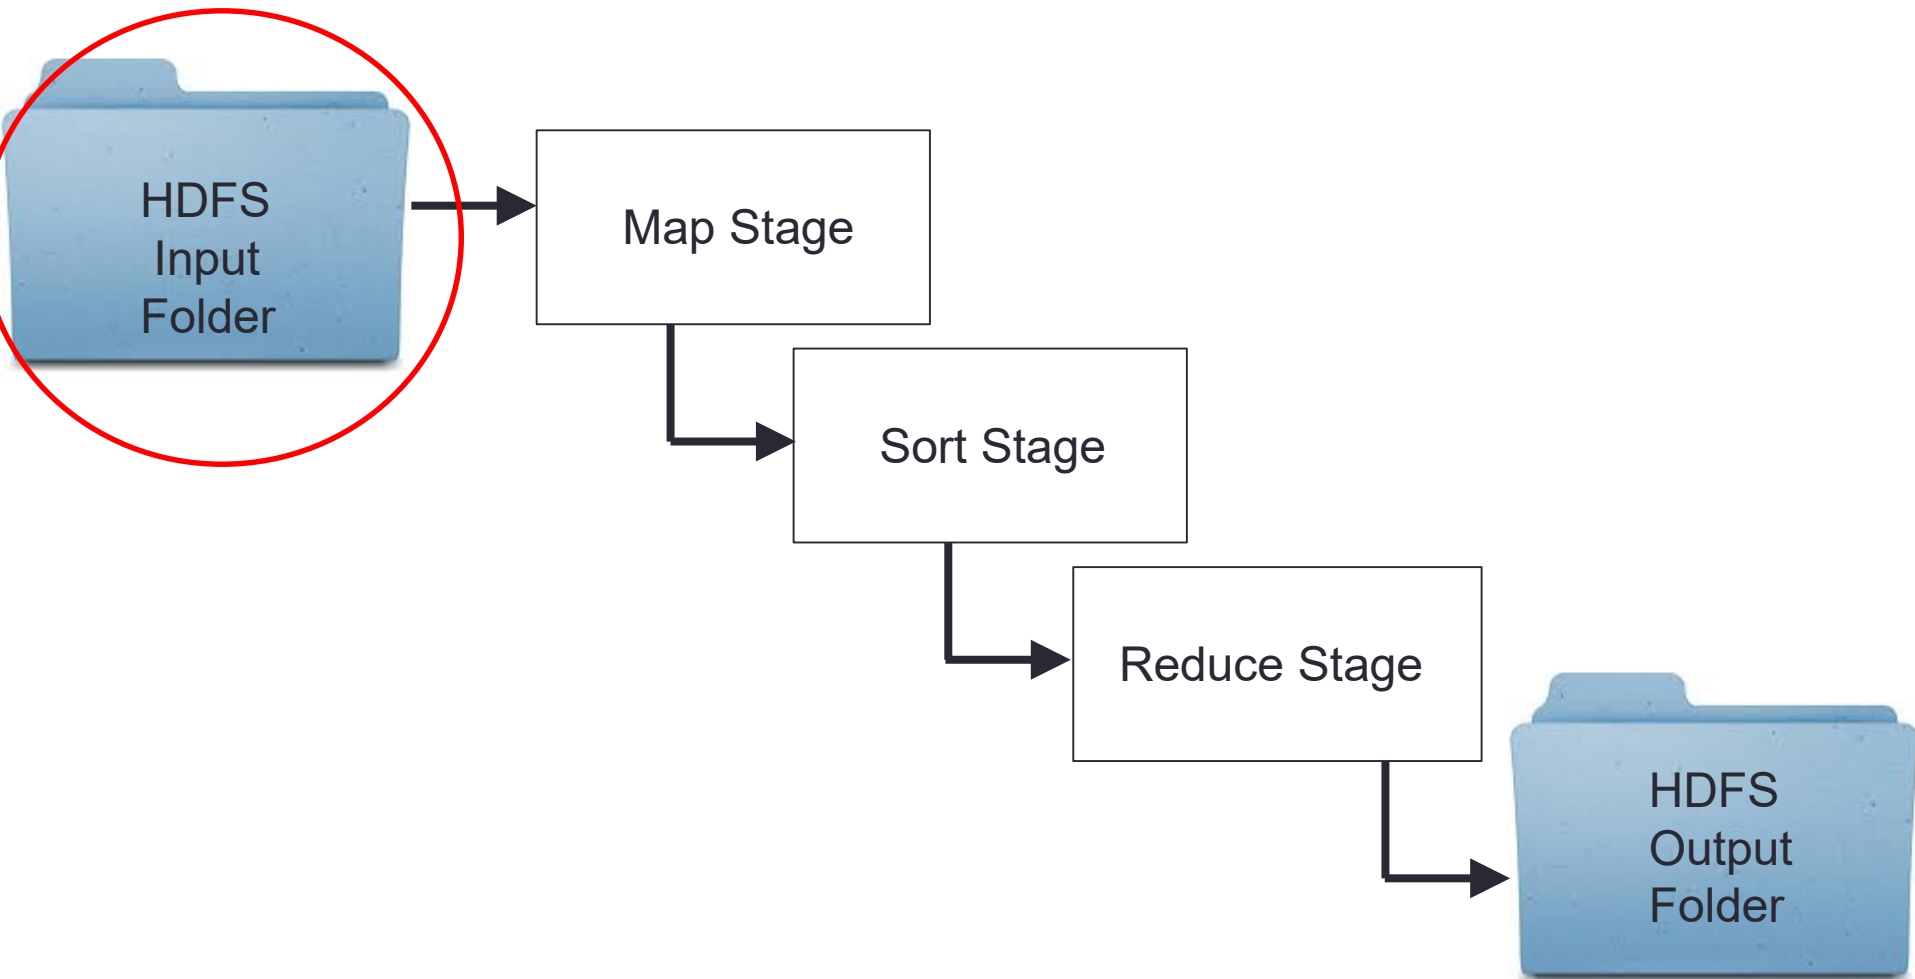 HDFS
Input
Folder
Map Stage
Sort Stage
Reduce Stage
HDFS
Output
Folder